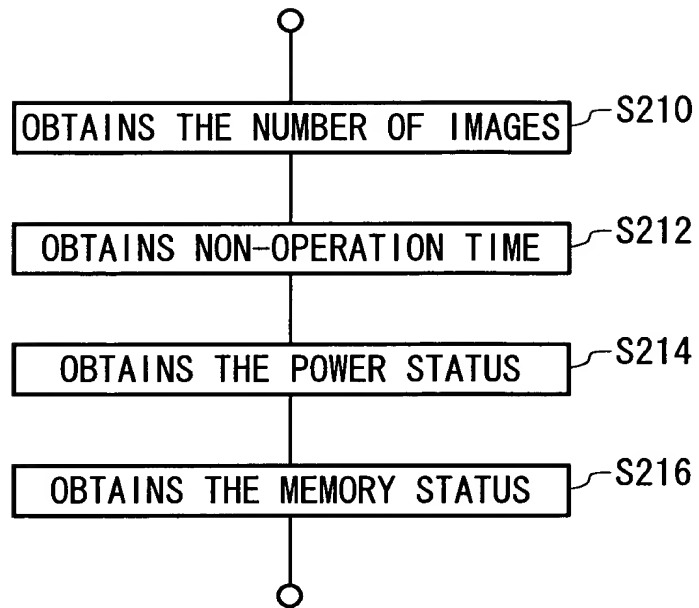 OBTAINS THE NUMBER OF IMAGES S210
OBTAINS NON-OPERATION TIME S212
OBTAINS THE POWER STATUS S214
OBTAINS THE MEMORY STATUS S216